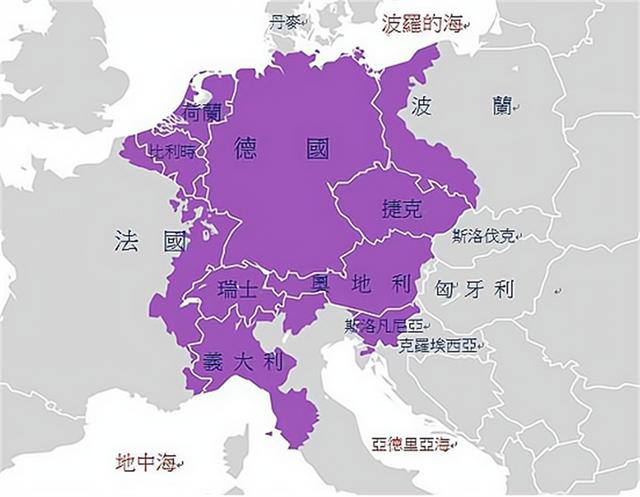 丹麥
波羅的海
荷蘭
波蘭
比利時
德國
捷克
法國
斯洛伐克
瑞士
奧地利
匈牙利
斯洛凡尼亞
克羅埃西亞
義大利
亞德里亞海
地中海